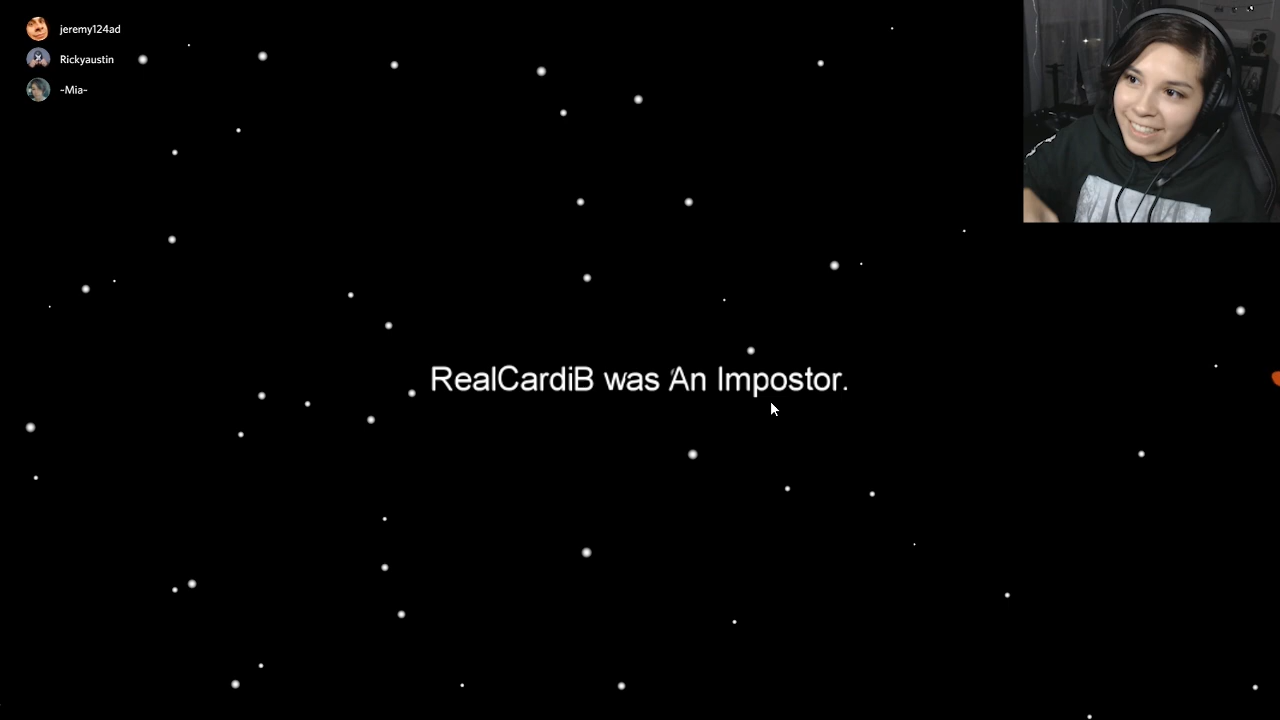 jeremy124ad
Rickyaustin
-Mia-
RealCardiB was An Impostor.